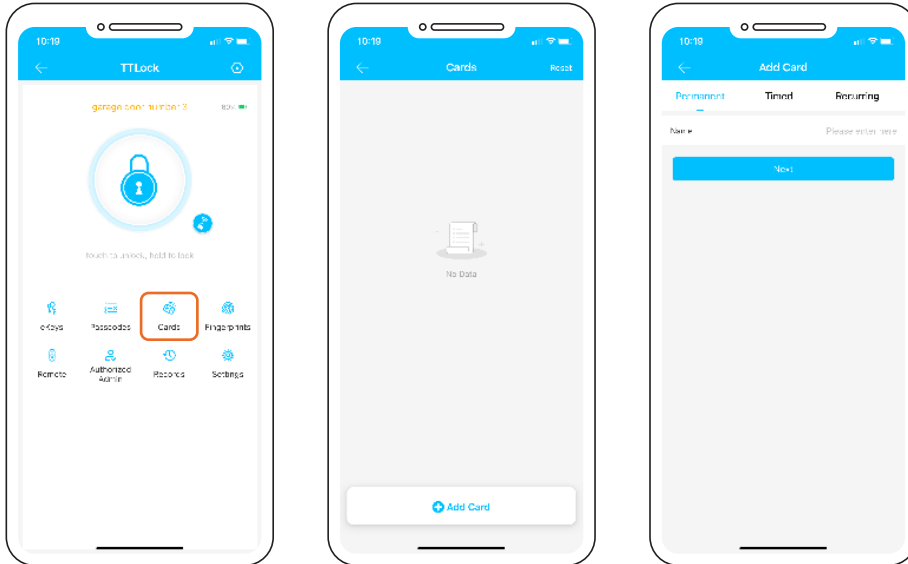 10:19
TTLock
garage door number 3
80%
touch to unlock, hold to lock
eKeys
Passcodes
Cards
Fingerprints
Remote
Authorized
Admin
Records
Settings
10:19
Cards
Reset
No Data
Add Card
10:19
Add Card
Permanent
Timed
Recurring
Name
Please enter here
Next